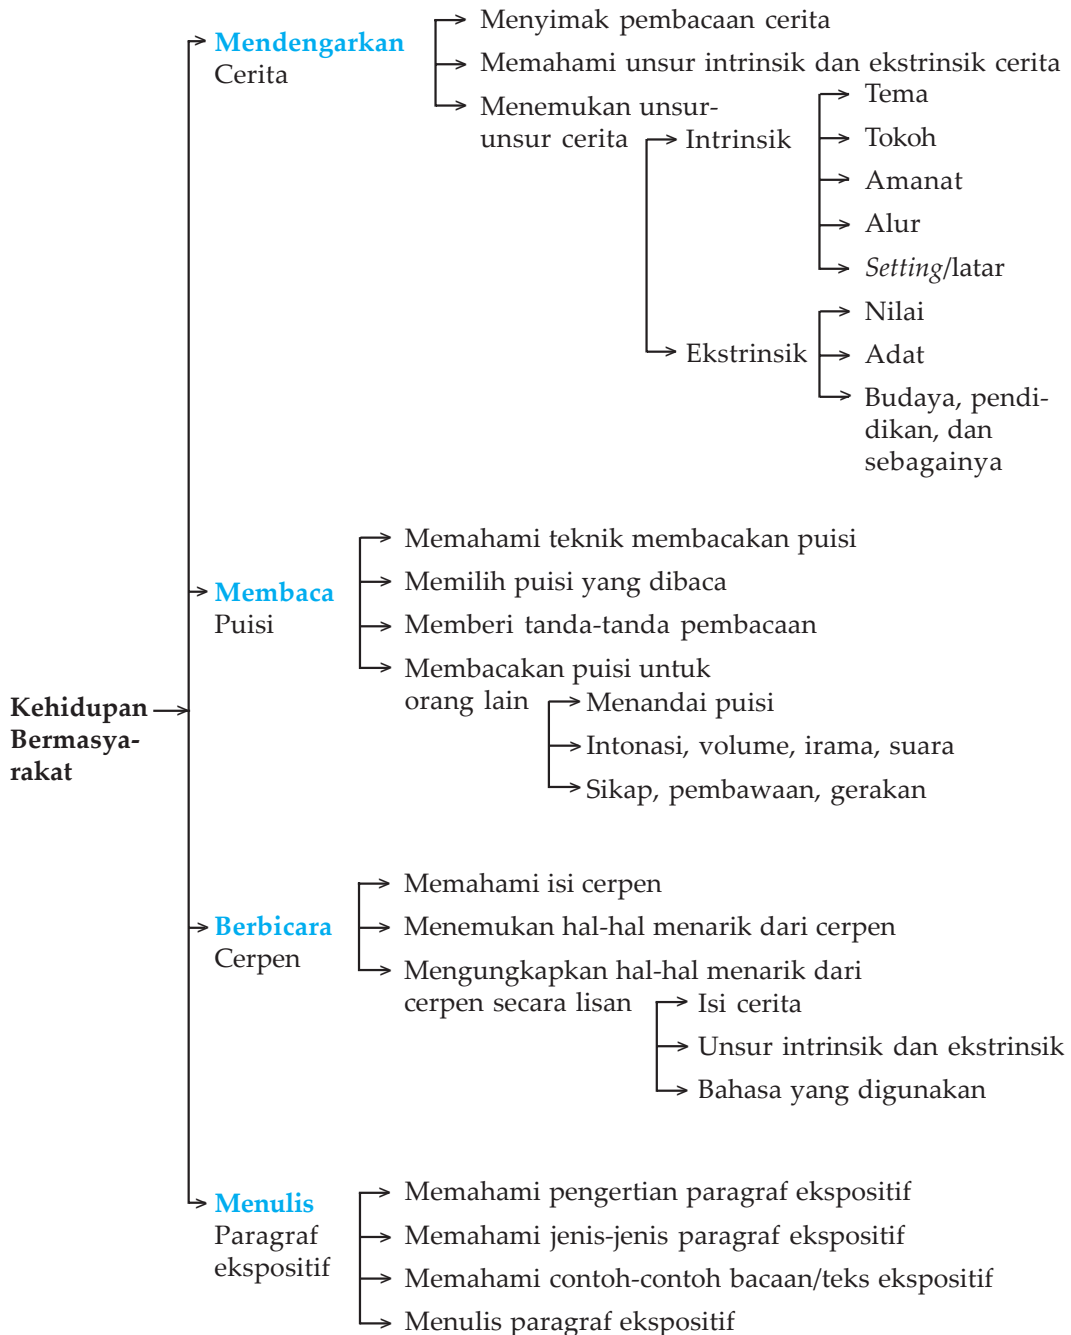 Mendengarkan
Cerita
Menyimak pembacaan cerita
Memahami unsur intrinsik dan ekstrinsik cerita
Menemukan unsur-
unsur cerita
Intrinsik
Tema
Tokoh
Amanat
Alur
Setting/latar
Ekstrinsik
Nilai
Adat
Budaya, pendi-
dikan, dan
sebagainya
Membaca
Puisi
Memahami teknik membacakan puisi
Memilih puisi yang dibaca
Memberi tanda-tanda pembacaan
Membacakan puisi untuk
orang lain
Menandai puisi
Intonasi, volume, irama, suara
Sikap, pembawaan, gerakan
Kehidupan
Bermasya-
rakat
Berbicara
Cerpen
Memahami isi cerpen
Menemukan hal-hal menarik dari cerpen
Mengungkapkan hal-hal menarik dari
cerpen secara lisan
Isi cerita
Unsur intrinsik dan ekstrinsik
Bahasa yang digunakan
Menulis
Paragraf
ekspositif
Memahami pengertian paragraf ekspositif
Memahami jenis-jenis paragraf ekspositif
Memahami contoh-contoh bacaan/teks ekspositif
Menulis paragraf ekspositif